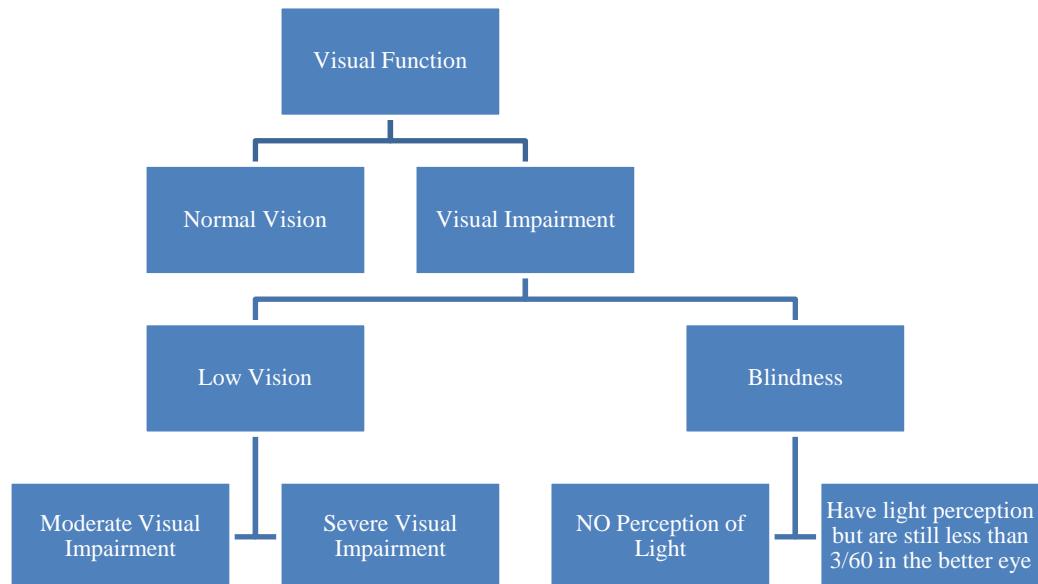 Visual Function
Normal Vision
Visual Impairment
Low Vision
Blindness
Moderate Visual
Impairment
Severe Visual
Impairment
NO Perception of
Light
Have light perception
but are still less than
3/60 in the better eye